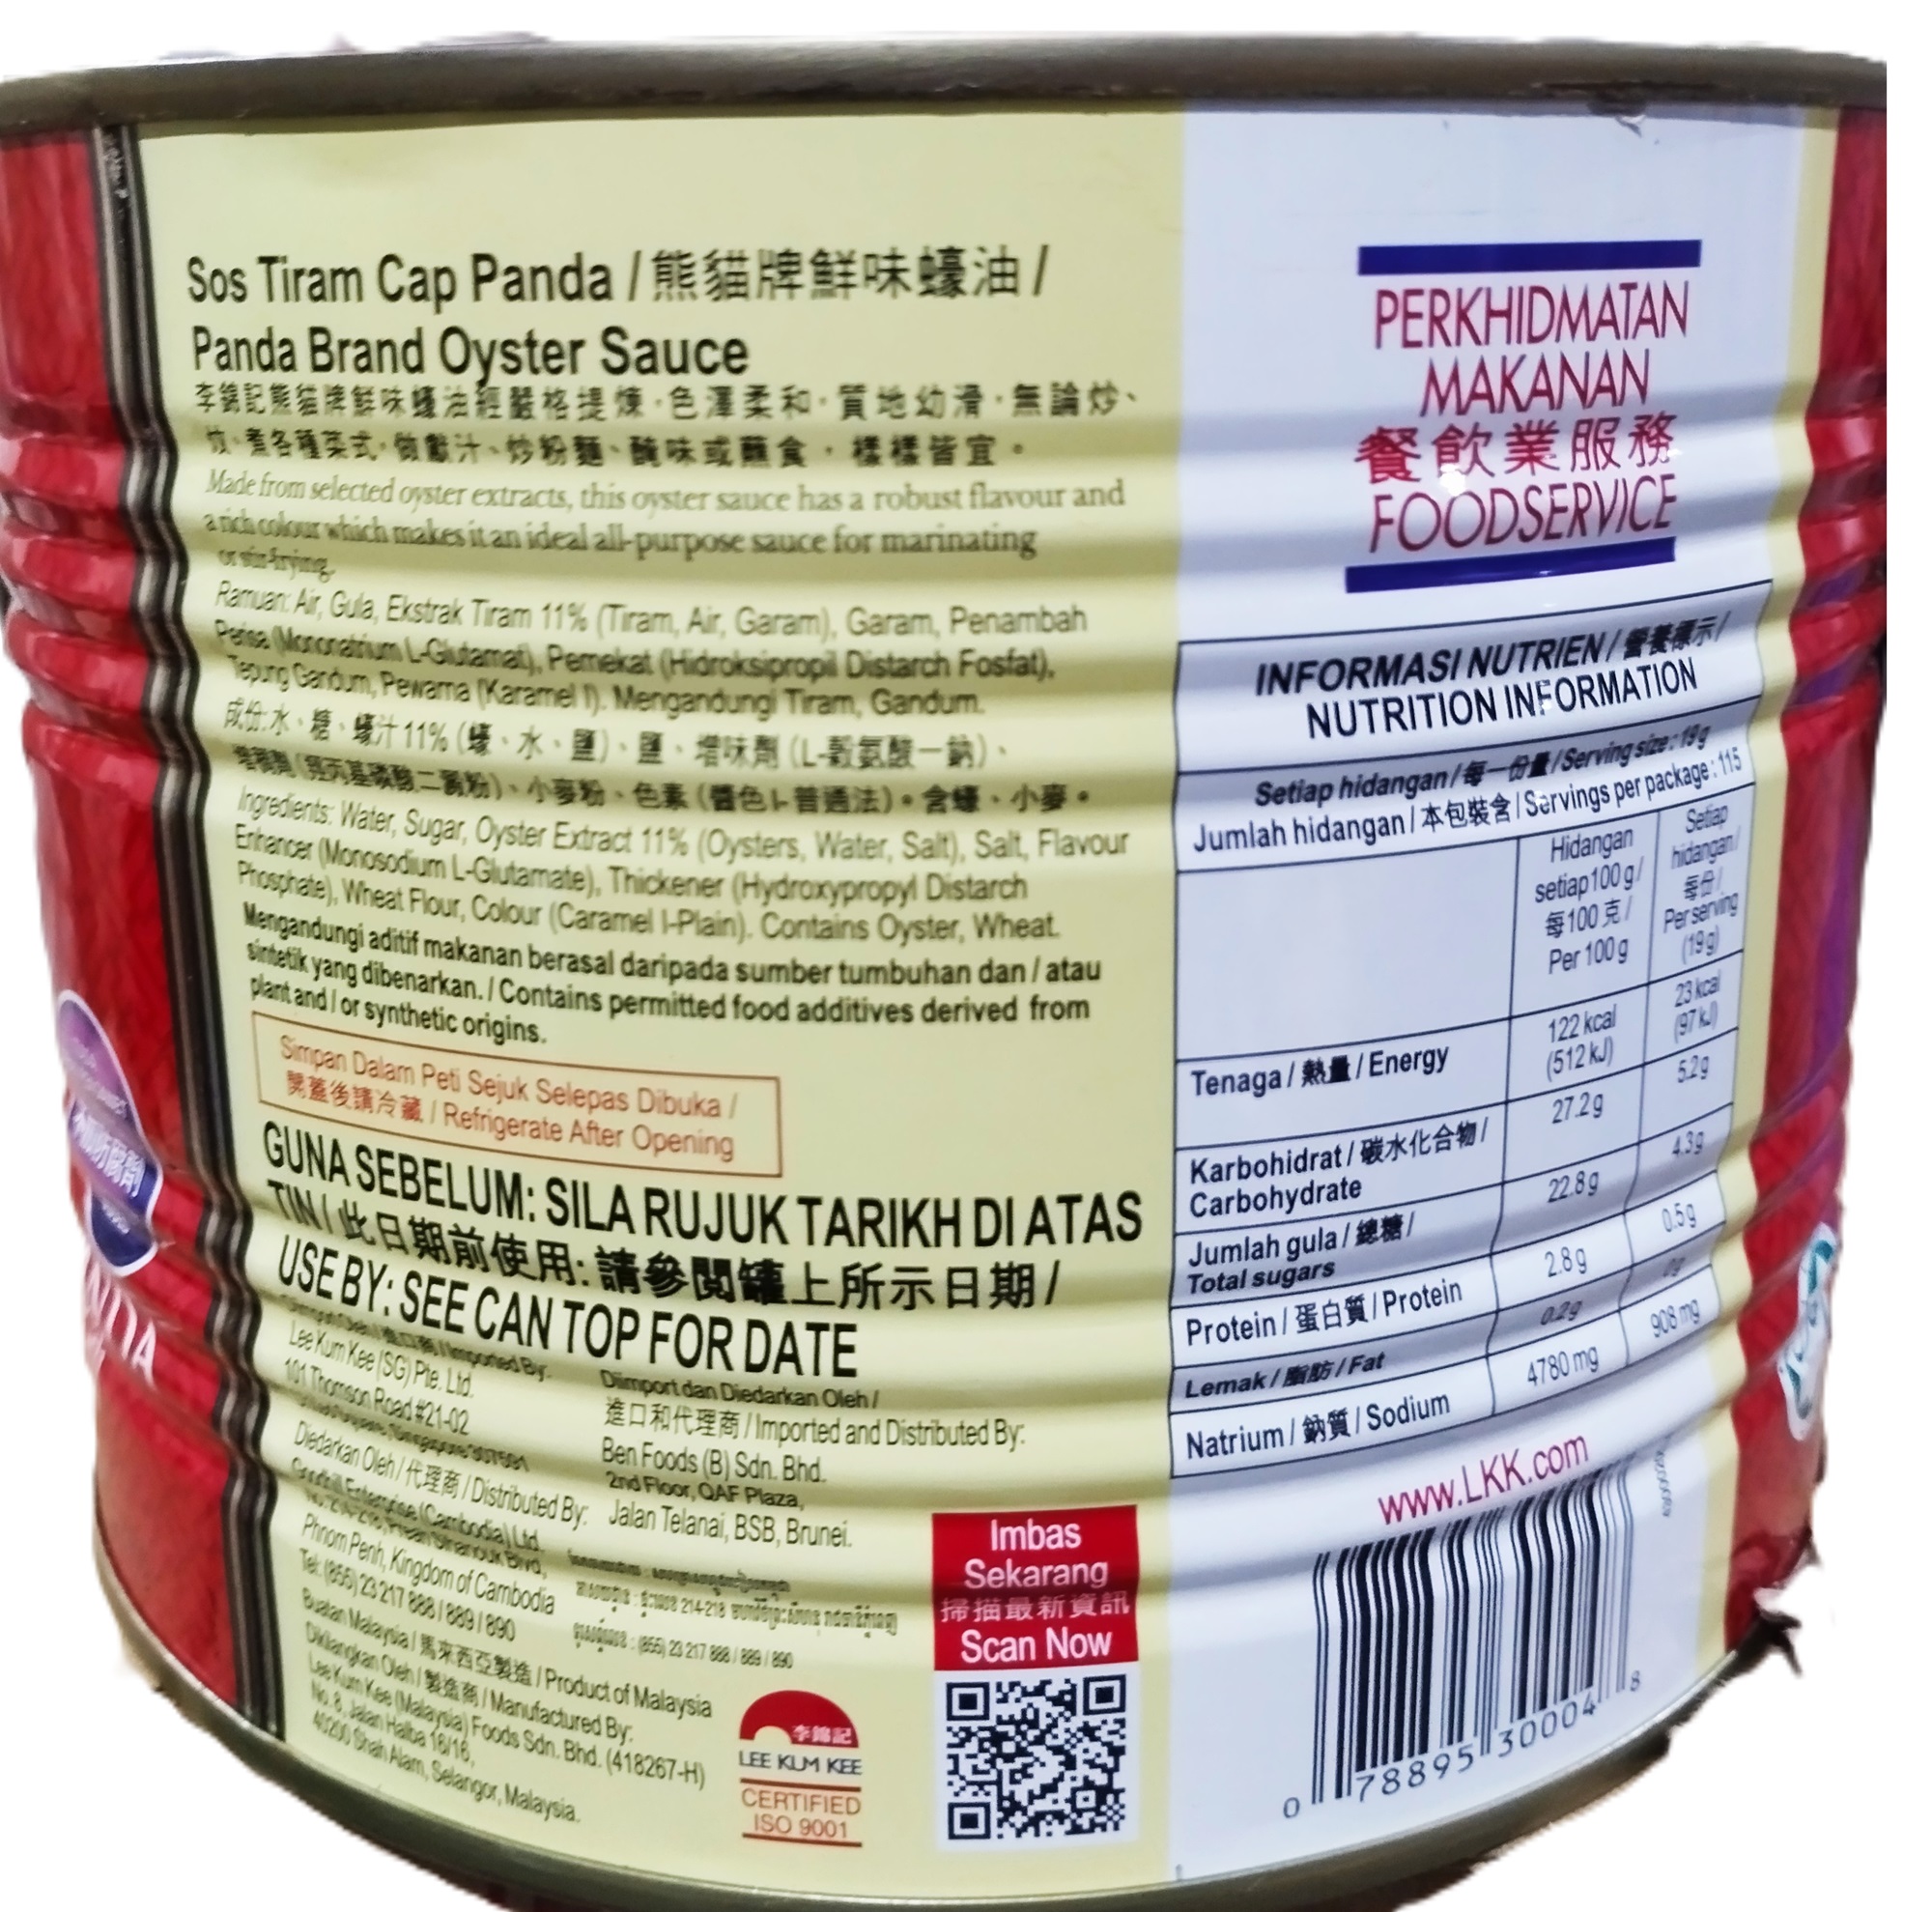 Sos Tiram Cap Panda / 熊貓牌鮮味蠔油 /
Panda Brand Oyster Sauce
李錦記熊貓牌鮮味蠔油經嚴格提煉，色澤柔和，質地幼滑，無論炒、
炆、煮各種菜式，做獻汁、炒粉麵、醃味或蘸食，樣樣皆宜。
Made from selected oyster extracts, this oyster sauce has a robust flavour and
a rich colour which makes it an ideal all-purpose sauce for marinating
or stir-frying.
Ramuan: Air, Gula, Ekstrak Tiram 11% (Tiram, Air, Garam), Garam, Penambah
Perisa (Mononatrium L-Glutamat), Pemekat (Hidroksipropil Distarch Fosfat),
Tepung Gandum, Pewarna (Karamel I). Mengandungi Tiram, Gandum.
成份:水、糖、蠔汁11% (蠔、水、鹽)、鹽、增味劑 (L-穀氨酸一鈉)、
增稠劑 (羥丙基磷酸二澱粉)、小麥粉、色素 (醬色I-普通法)。含蠔、小麥。
Ingredients: Water, Sugar, Oyster Extract 11% (Oysters, Water, Salt), Salt, Flavour
Enhancer (Monosodium L-Glutamate), Thickener (Hydroxypropyl Distarch
Phosphate), Wheat Flour, Colour (Caramel I-Plain). Contains Oyster, Wheat.
Mengandungi aditif makanan berasal daripada sumber tumbuhan dan / atau
sintetik yang dibenarkan. / Contains permitted food additives derived from
plant and / or synthetic origins.
Simpan Dalam Peti Sejuk Selepas Dibuka /
開蓋後請冷藏 / Refrigerate After Opening
GUNA SEBELUM: SILA RUJUK TARIKH DI ATAS
TIN / 此日期前使用: 請參閱罐上所示日期 /
USE BY: SEE CAN TOP FOR DATE
Imported By:
Lee Kum Kee (SG) Pte. Ltd.
101 Thomson Road #21-02
Singapore 307591
Diedarkan Oleh / 代理商 / Distributed By:
Goodhill Enterprise (Cambodia) Ltd.
Phnom Penh, Kingdom of Cambodia
Tel: (855) 23 217 888 / 889 / 890
Diimport dan Diedarkan Oleh /
進口和代理商 / Imported and Distributed By:
Ben Foods (B) Sdn. Bhd.
2nd Floor, QAF Plaza,
Jalan Telanai, BSB, Brunei.
214-218
(855) 23 217 888 / 889 / 890
Buatan Malaysia / 馬來西亞製造 / Product of Malaysia
Dikilangkan Oleh / 製造商 / Manufactured By:
Lee Kum Kee (Malaysia) Foods Sdn. Bhd. (418267-H)
No. 8, Jalan Halba 16/16,
40200 Shah Alam, Selangor, Malaysia.
李錦記
LEE KUM KEE
CERTIFIED
ISO 9001
Imbas
Sekarang
掃描最新資訊
Scan Now
PERKHIDMATAN
MAKANAN
餐飲業服務
FOODSERVICE
INFORMASI NUTRIEN / 營養標示 /
NUTRITION INFORMATION
Setiap hidangan / 每一份量 / Serving size : 19 g
Jumlah hidangan / 本包裝含 / Servings per package : 115
Hidangan setiap 100 g / 每100 克 / Per 100 g
Setiap hidangan / 每份 / Per serving (19 g)
Tenaga / 熱量 / Energy 122 kcal (512 kJ) 23 kcal (97 kJ)
Karbohidrat / 碳水化合物 / Carbohydrate 27.2 g 5.2 g
Jumlah gula / 總糖 / Total sugars 22.8 g 4.3 g
Protein / 蛋白質 / Protein 2.8 g 0.5 g
Lemak / 脂肪 / Fat 0.2 g 0 g
Natrium / 鈉質 / Sodium 4780 mg 908 mg
www.LKK.com
0 78895 30004 8